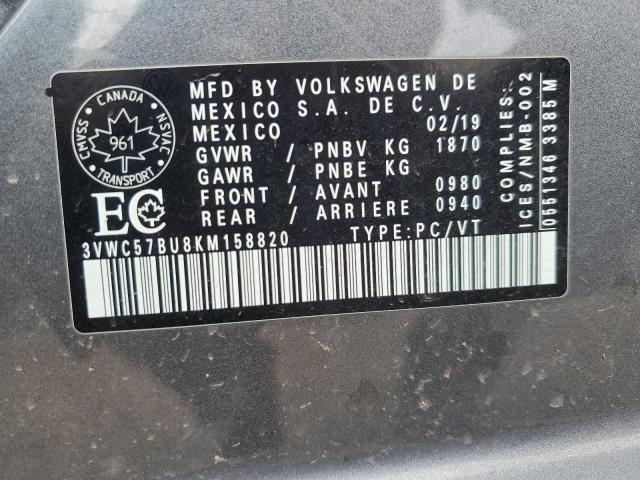 CANADA
CMVSS
NSVAC
961
TRANSPORT
EC
MFD BY VOLKSWAGEN DE
MEXICO S.A. DE C.V.
MEXICO 02/19
GVWR / PNBV KG 1870
GAWR / PNBE KG
FRONT / AVANT 0980
REAR / ARRIERE 0940
3VWC57BU8KM158820 TYPE:PC/VT
COMPLIES:
ICES/NMB-002
0551346 3385 M